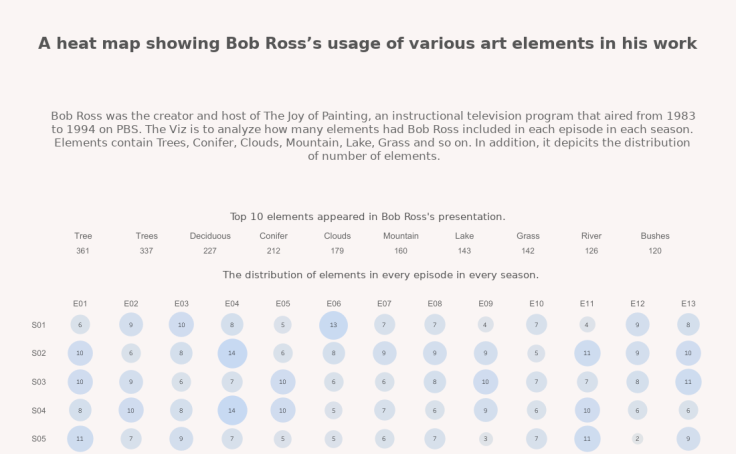 A heat map showing Bob Ross’s usage of various art elements in his work
Bob Ross was the creator and host of The Joy of Painting, an instructional television program that aired from 1983
to 1994 on PBS. The Viz is to analyze how many elements had Bob Ross included in each episode in each season.
Elements contain Trees, Conifer, Clouds, Mountain, Lake, Grass and so on. In addition, it depicts the distribution
of number of elements.
Top 10 elements appeared in Bob Ross's presentation.
Tree Trees Deciduous Conifer Clouds Mountain Lake Grass River Bushes
361 337 227 212 179 160 143 142 126 120
The distribution of elements in every episode in every season.
E01 E02 E03 E04 E05 E06 E07 E08 E09 E10 E11 E12 E13
S01 6 9 10 8 5 13 7 7 4 7 4 9 8
S02 10 6 8 14 6 8 9 9 9 5 11 9 10
S03 10 9 6 7 10 6 6 8 10 7 7 8 11
S04 8 10 8 14 10 5 7 6 9 6 10 6 6
S05 11 7 9 7 5 5 6 7 3 7 11 2 9